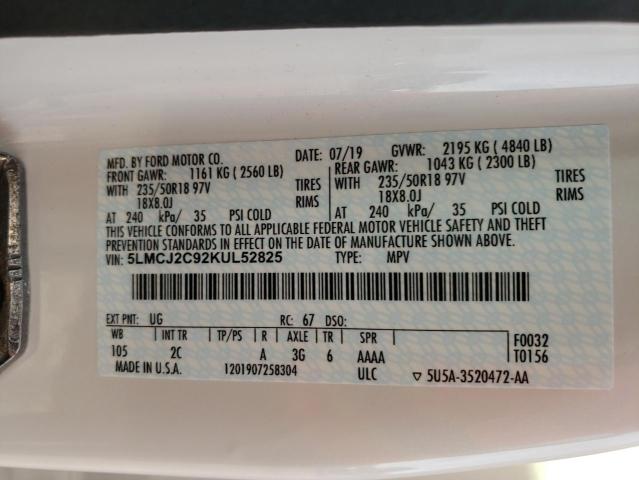 MFD. BY FORD MOTOR CO. DATE: 07/19 GVWR: 2195 KG ( 4840 LB)
FRONT GAWR: 1161 KG ( 2560 LB) REAR GAWR: 1043 KG ( 2300 LB)
WITH 235/50R18 97V TIRES WITH 235/50R18 97V TIRES
18X8.0J RIMS 18X8.0J RIMS
AT 240 kPa/ 35 PSI COLD AT 240 kPa/ 35 PSI COLD
THIS VEHICLE CONFORMS TO ALL APPLICABLE FEDERAL MOTOR VEHICLE SAFETY AND THEFT
PREVENTION STANDARDS IN EFFECT ON THE DATE OF MANUFACTURE SHOWN ABOVE.
VIN: 5LMCJ2C92KUL52825 TYPE: MPV
EXT PNT: UG RC: 67 DSO:
WB INT TR TP/PS R AXLE TR SPR F0032
105 2C A 3G 6 AAAA T0156
MADE IN U.S.A. 1201907258304 ULC ▽ 5U5A-3520472-AA